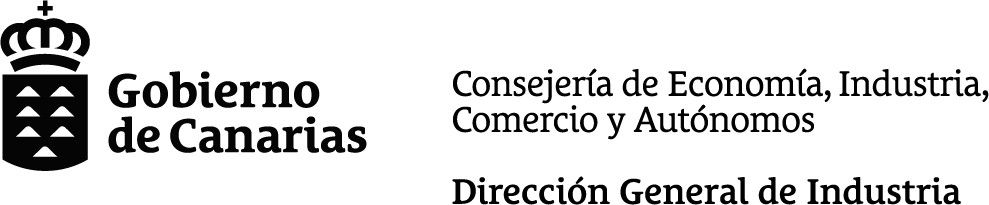 Gobierno
de Canarias
Consejería de Economía, Industria,
Comercio y Autónomos
Dirección General de Industria